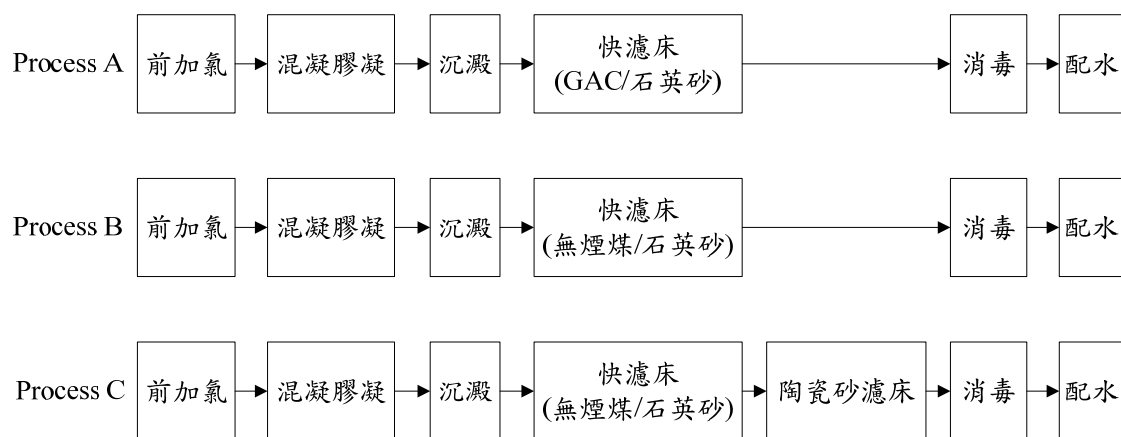 Process A 前加氯 混凝膠凝 沉澱 快濾床 消毒 配水
(GAC/石英砂)
Process B 前加氯 混凝膠凝 沉澱 快濾床 消毒 配水
(無煙煤/石英砂)
Process C 前加氯 混凝膠凝 沉澱 快濾床 陶瓷砂濾床 消毒 配水
(無煙煤/石英砂)